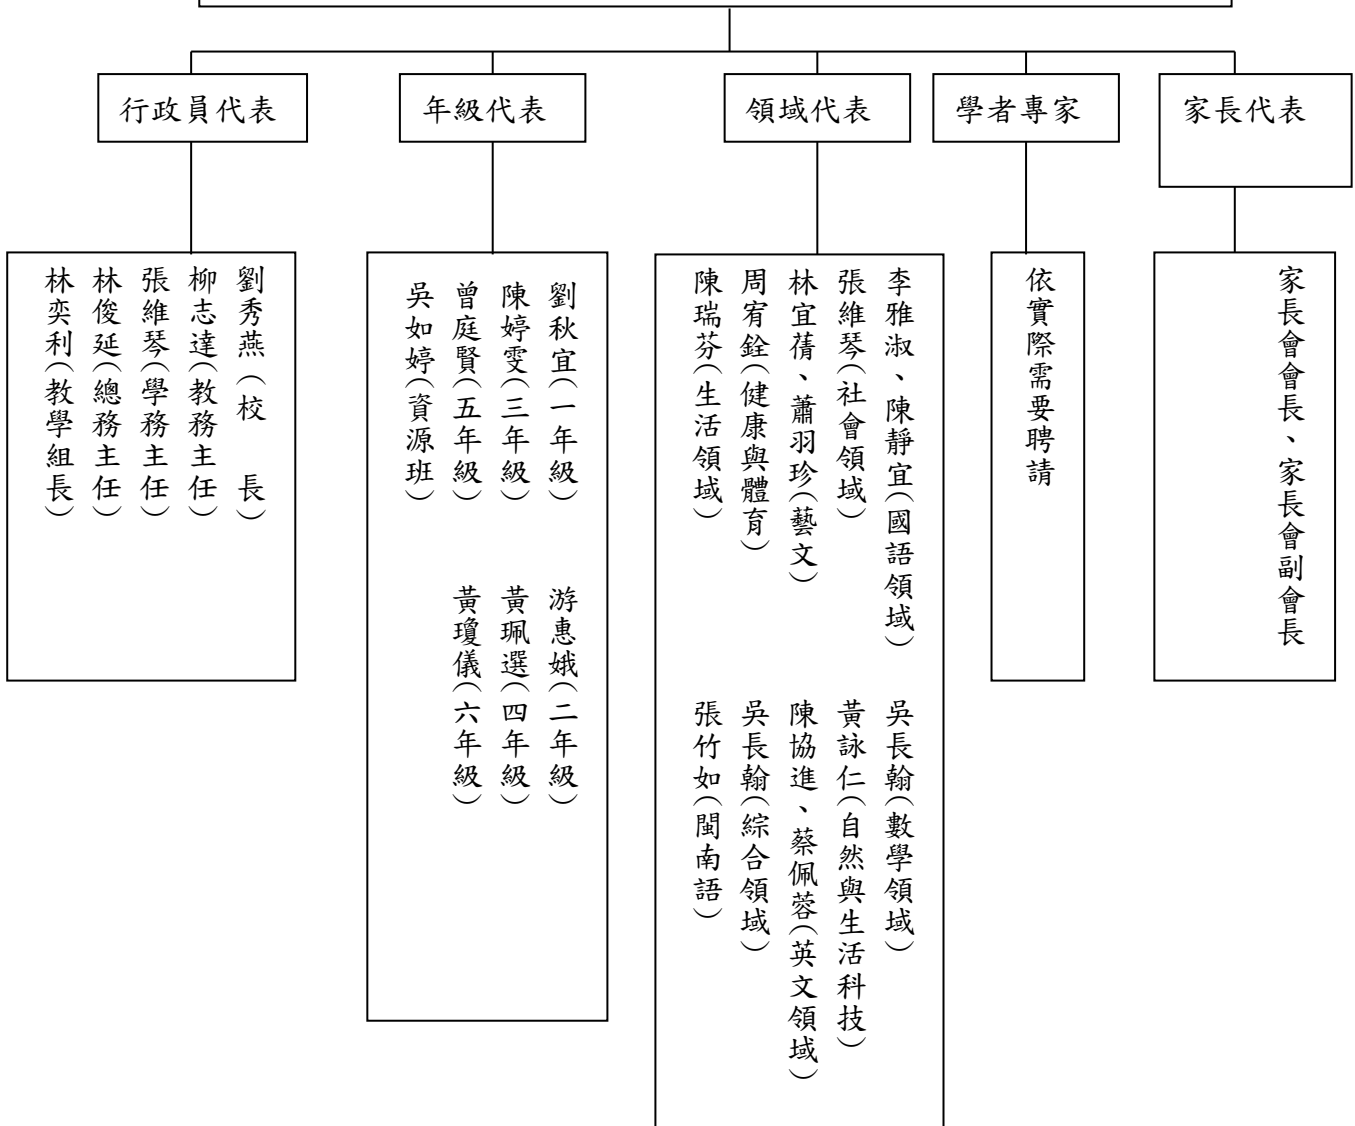 行政員代表
年級代表
領域代表
學者專家
家長代表
劉秀燕(校 長)
柳志達(教務主任)
張維琴(學務主任)
林俊延(總務主任)
林奕利(教學組長)
劉秋宜(一年級) 游惠娥(二年級)
陳婷雯(三年級) 黃珮選(四年級)
曾庭賢(五年級) 黃瓊儀(六年級)
吳如婷(資源班)
李雅淑、陳靜宜(國語領域) 吳長翰(數學領域)
張維琴(社會領域) 黃詠仁(自然與生活科技)
林宜蒨、蕭羽珍(藝文) 陳協進、蔡佩蓉(英文領域)
周宥銓(健康與體育) 吳長翰(綜合領域)
陳瑞芬(生活領域) 張竹如(閩南語)
依實際需要聘請
家長會會長、家長會副會長